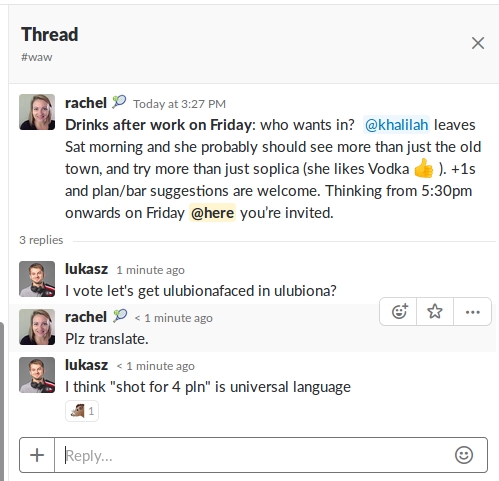 Thread
#waw
rachel Today at 3:27 PM
Drinks after work on Friday: who wants in? @khalilah leaves
Sat morning and she probably should see more than just the old
town, and try more than just soplica (she likes Vodka 👍 ). +1s
and plan/bar suggestions are welcome. Thinking from 5:30pm
onwards on Friday @here you're invited.
3 replies
lukasz 1 minute ago
I vote let's get ulubionafaced in ulubiona?
rachel < 1 minute ago
Plz translate.
lukasz < 1 minute ago
I think "shot for 4 pln" is universal language
1
Reply...